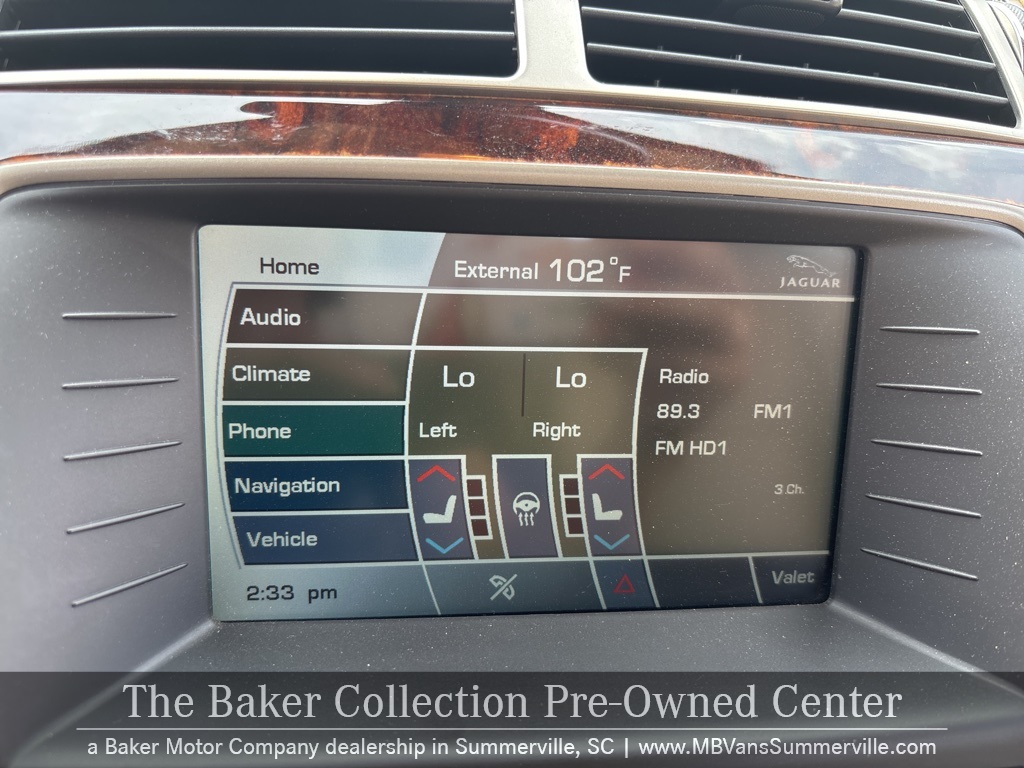 Home
External 102°F
JAGUAR
Audio
Climate
Phone
Navigation
Vehicle
Lo Lo
Left Right
Radio
89.3 FM1
FM HD1
3.Ch.
2:33 pm
Valet
The Baker Collection Pre-Owned Center
a Baker Motor Company dealership in Summerville, SC | www.MBVansSummerville.com